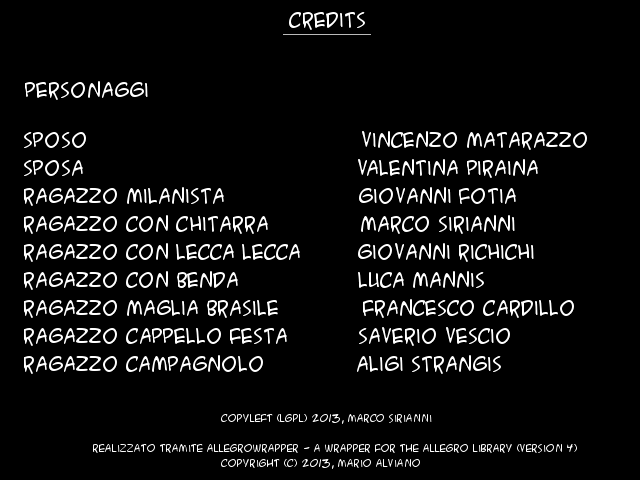 CREDITS
PERSONAGGI
SPOSO VINCENZO MATARAZZO
SPOSA VALENTINA PIRAINA
RAGAZZO MILANISTA GIOVANNI FOTIA
RAGAZZO CON CHITARRA MARCO SIRIANNI
RAGAZZO CON LECCA LECCA GIOVANNI RICHICHI
RAGAZZO CON BENDA LUCA MANNIS
RAGAZZO MAGLIA BRASILE FRANCESCO CARDILLO
RAGAZZO CAPPELLO FESTA SAVERIO VESCIO
RAGAZZO CAMPAGNOLO ALIGI STRANGIS
COPYLEFT (LGPL) 2013, MARCO SIRIANNI
REALIZZATO TRAMITE ALLEGROWRAPPER - A WRAPPER FOR THE ALLEGRO LIBRARY (VERSION 4)
COPYRIGHT (C) 2013, MARIO ALVIANO